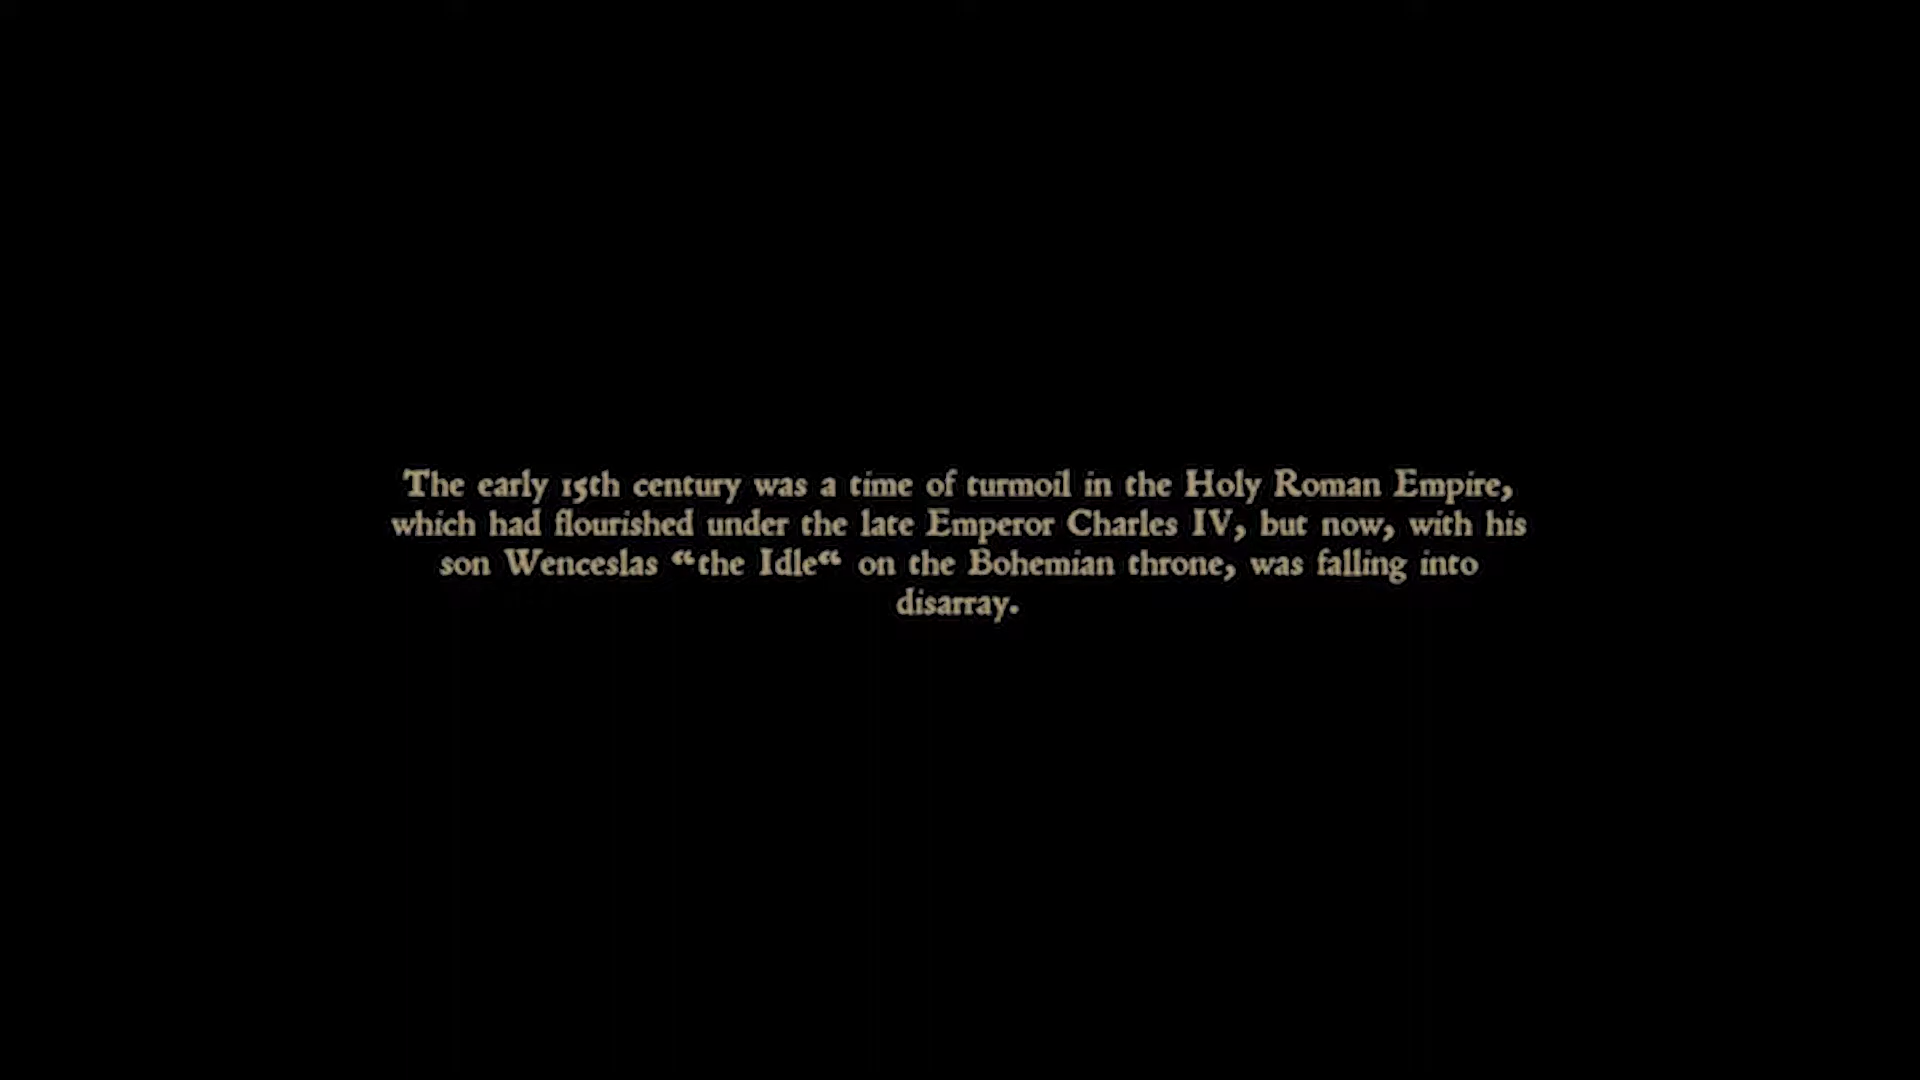 The early 15th century was a time of turmoil in the Holy Roman Empire,
which had flourished under the late Emperor Charles IV, but now, with his
son Wenceslas “the Idle“ on the Bohemian throne, was falling into
disarray.